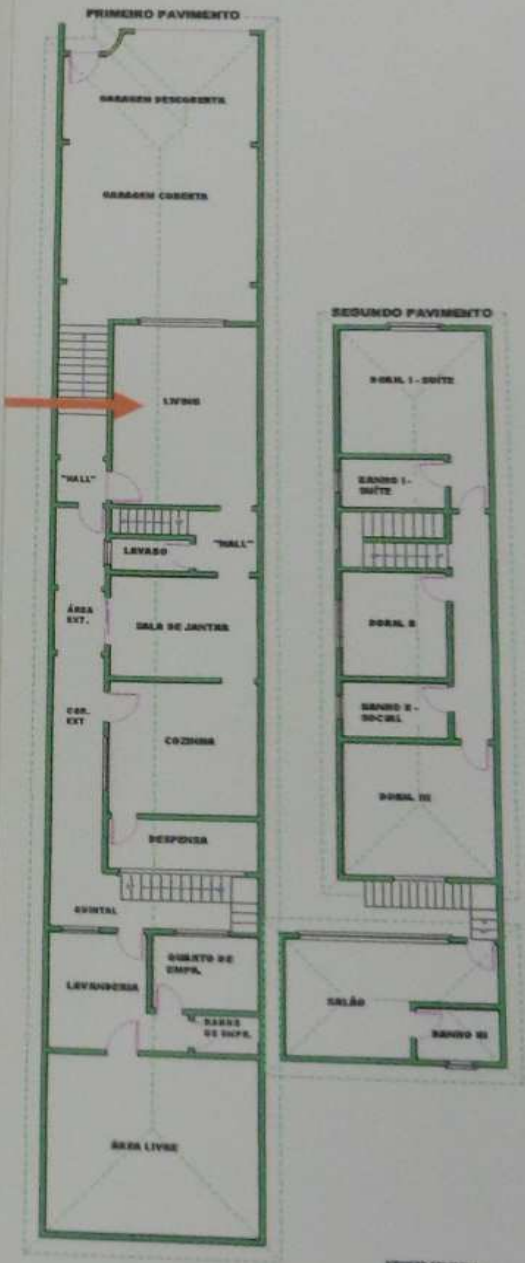 PRIMEIRO PAVIMENTO
GARAGEM DESCOBERTA
GARAGEM COBERTA
LIVING
"HALL"
LAVABO
"HALL"
ÁREA
EXT.
SALA DE JANTAR
COR.
EXT
COZINHA
DESPENSA
QUINTAL
LAVANDERIA
QUARTO DE
EMPR.
BANHO
DE EMPR.
ÁREA LIVRE
SEGUNDO PAVIMENTO
DORM. I - SUÍTE
BANHO I -
SUÍTE
DORM. II
BANHO II -
SOCIAL
DORM. III
SALÃO
BANHO III